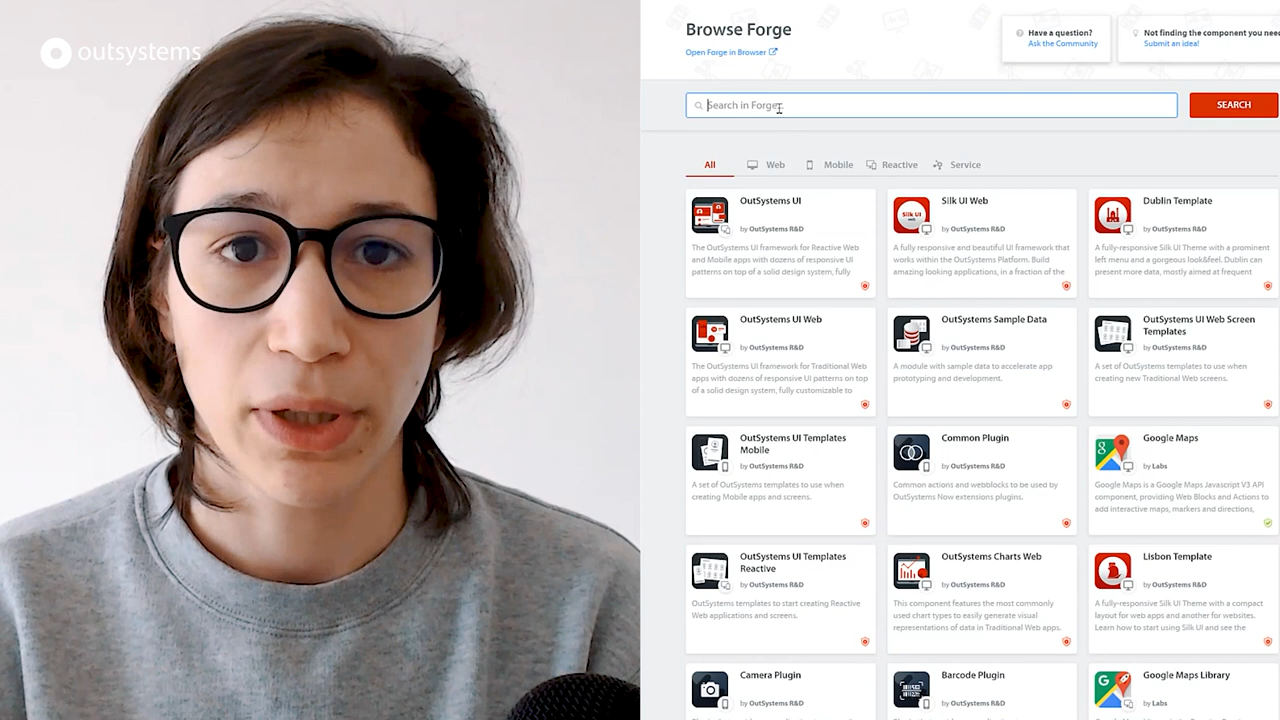 outsystems
Browse Forge
Open Forge in Browser
Have a question?
Ask the Community
Not finding the component you need
Submit an idea!
Search in Forge
SEARCH
All
Web
Mobile
Reactive
Service
OutSystems UI
by OutSystems R&D
The OutSystems UI framework for Reactive Web
and Mobile apps with dozens of responsive UI
patterns on top of a solid design system, fully
Silk UI
web
Silk UI Web
by OutSystems R&D
A fully responsive and beautiful UI framework that
works within the OutSystems Platform. Build
amazing looking applications, in a fraction of the
Dublin Template
by OutSystems R&D
A fully-responsive Silk UI Theme with a prominent
left menu and a gorgeous look&feel. Dublin can
present more data, mostly aimed at frequent
OutSystems UI Web
by OutSystems R&D
The OutSystems UI framework for Traditional Web
apps with dozens of responsive UI patterns on top
of a solid design system, fully customizable to
OutSystems Sample Data
by OutSystems R&D
A module with sample data to accelerate app
prototyping and development.
OutSystems UI Web Screen
Templates
by OutSystems R&D
A set of OutSystems templates to use when
creating new Traditional Web screens.
OutSystems UI Templates
Mobile
by OutSystems R&D
A set of OutSystems templates to use when
creating Mobile apps and screens.
Common Plugin
by OutSystems R&D
Common actions and webblocks to be used by
OutSystems Now extensions plugins.
Google Maps
by Labs
Google Maps is a Google Maps Javascript V3 API
component, providing Web Blocks and Actions to
add interactive maps, markers and directions,
OutSystems UI Templates
Reactive
by OutSystems R&D
OutSystems templates to start creating Reactive
Web applications and screens.
OutSystems Charts Web
by OutSystems R&D
This component features the most commonly
used chart types to easily generate visual
representations of data in Traditional Web apps.
Lisbon Template
by OutSystems R&D
A fully-responsive Silk UI Theme with a compact
layout for web apps and another for websites.
Learn how to start using Silk UI and see the
Camera Plugin
by OutSystems R&D
Barcode Plugin
by OutSystems R&D
Google Maps Library
by Labs